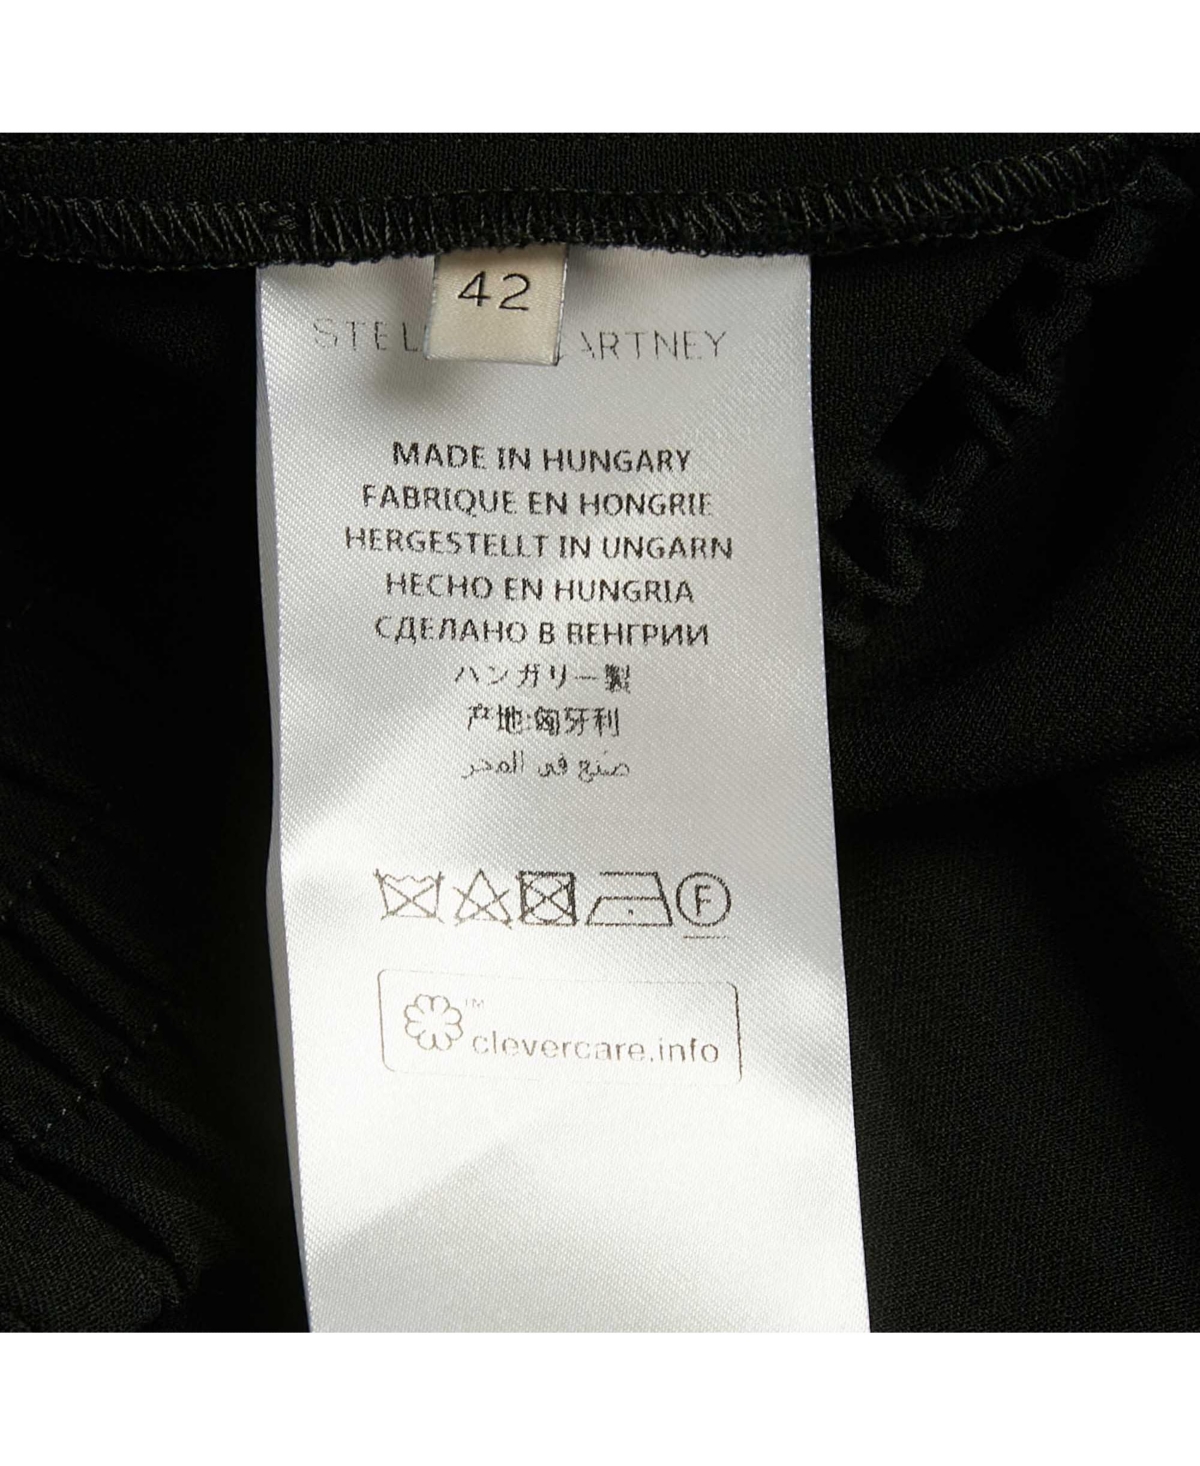 42
STEL ARTNEY
MADE IN HUNGARY
FABRIQUE EN HONGRIE
HERGESTELLT IN UNGARN
HECHO EN HUNGRIA
СДЕЛАНО В ВЕНГРИИ
ハンガリー製
产地:匈牙利
صنع في المجر
F
TM
clevercare.info